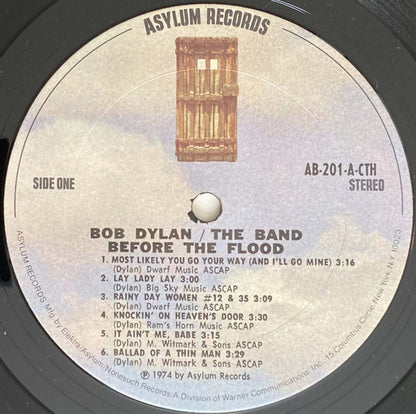 ASYLUM RECORDS
SIDE ONE
AB-201-A-CTH
STEREO
BOB DYLAN / THE BAND
BEFORE THE FLOOD
1. MOST LIKELY YOU GO YOUR WAY (AND I'LL GO MINE) 3:16
(Dylan) Dwarf Music ASCAP
2. LAY LADY LAY 3:00
(Dylan) Big Sky Music ASCAP
3. RAINY DAY WOMEN #12 & 35 3:09
(Dylan) Dwarf Music ASCAP
4. KNOCKIN' ON HEAVEN'S DOOR 3:30
(Dylan) Ram's Horn Music ASCAP
5. IT AIN'T ME, BABE 3:15
(Dylan) M. Witmark & Sons ASCAP
6. BALLAD OF A THIN MAN 3:29
(Dylan) M. Witmark & Sons ASCAP
℗ 1974 by Asylum Records
ASYLUM RECORDS Mfg by Elektra/Asylum/Nonesuch Records. A Division of Warner Communications Inc. 15 Columbus Circle, New York, NY 10023